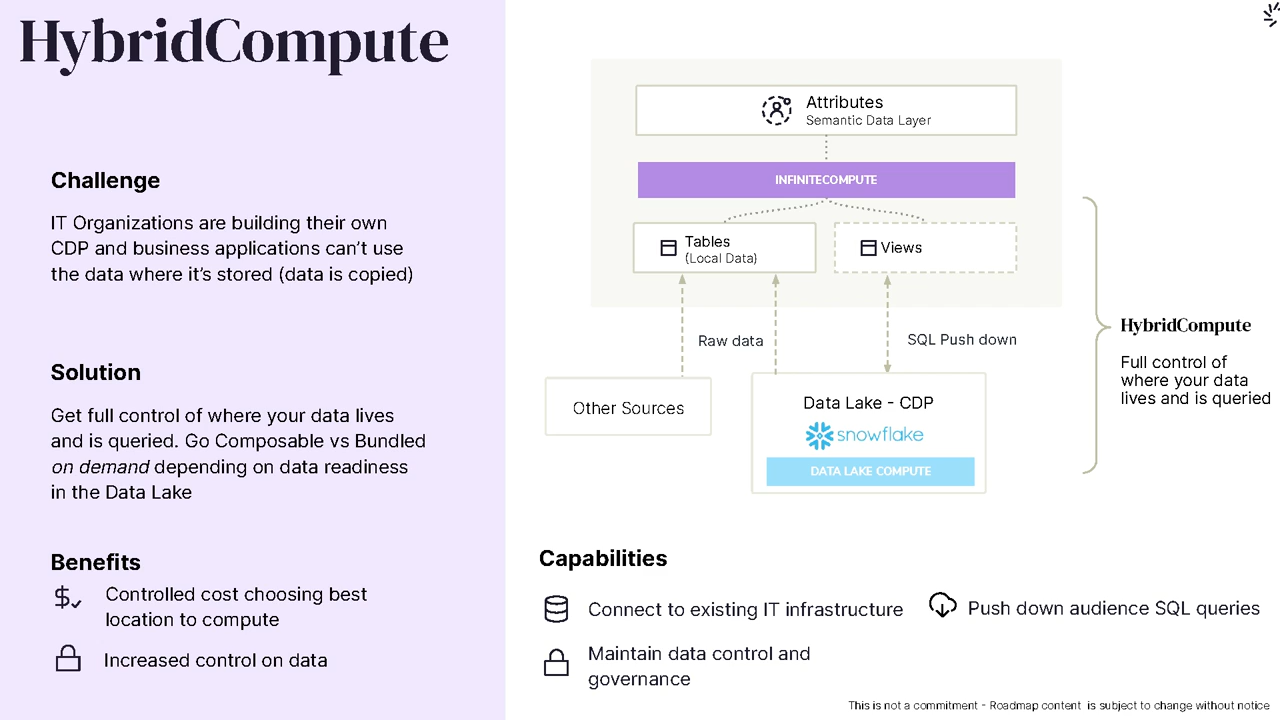 HybridCompute
Challenge
IT Organizations are building their own
CDP and business applications can't use
the data where it's stored (data is copied)
Solution
Get full control of where your data lives
and is queried. Go Composable vs Bundled
on demand depending on data readiness
in the Data Lake
Benefits
Controlled cost choosing best
location to compute
Increased control on data
Attributes
Semantic Data Layer
INFINITECOMPUTE
Tables
(Local Data)
Views
Raw data
SQL Push down
Other Sources
Data Lake - CDP
snowflake
DATA LAKE COMPUTE
HybridCompute
Full control of
where your data
lives and is queried
Capabilities
Connect to existing IT infrastructure
Push down audience SQL queries
Maintain data control and
governance
This is not a commitment - Roadmap content is subject to change without notice